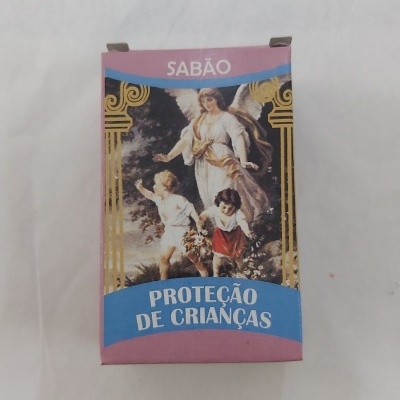 SABÃO
PROTEÇÃO
DE CRIANÇAS